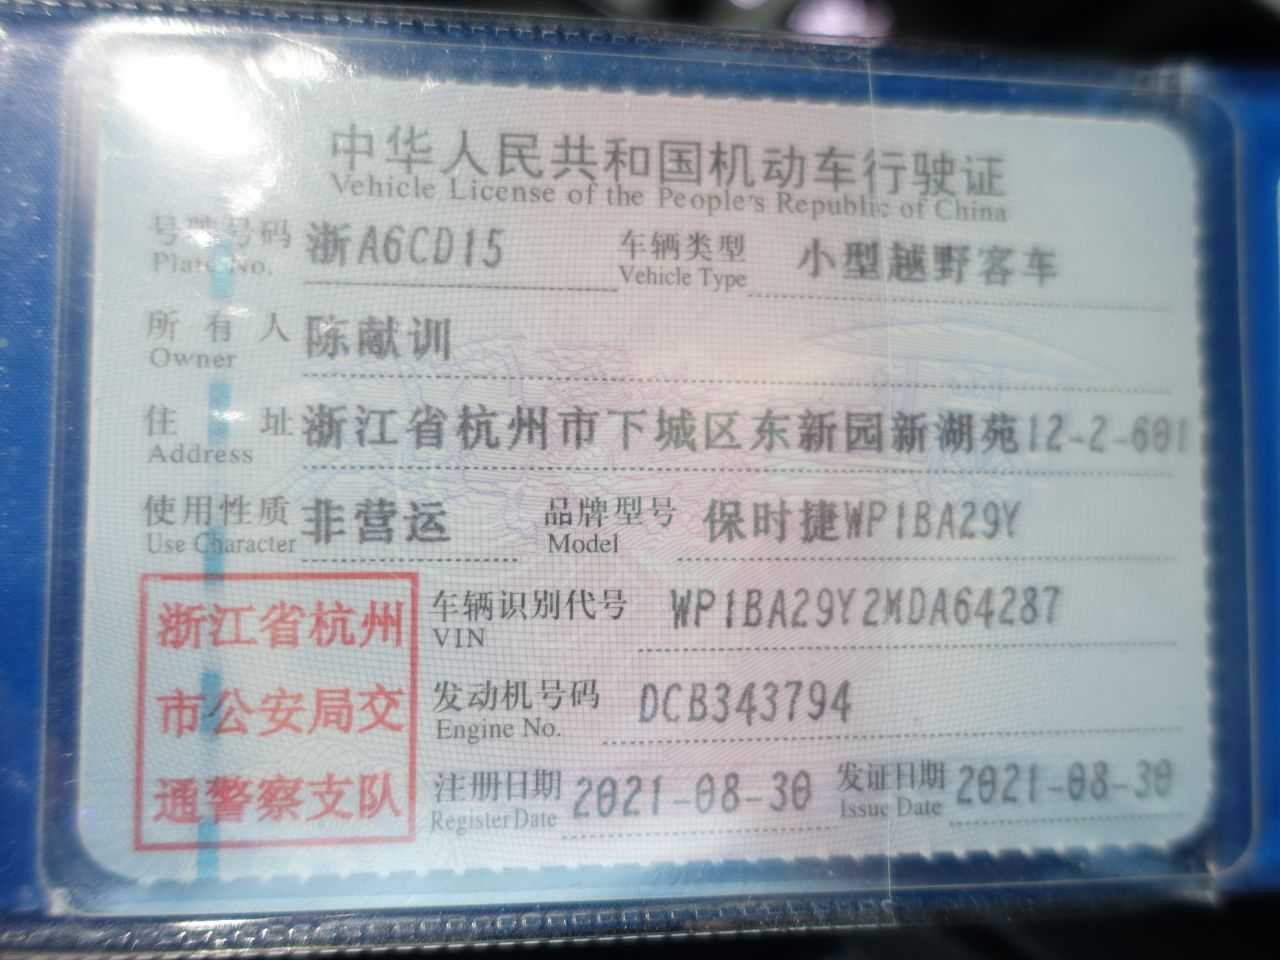 中华人民共和国机动车行驶证
Vehicle License of the People's Republic of China
号牌号码 浙A6CD15 车辆类型 小型越野客车
Plate No. Vehicle Type
所有人 陈献训
Owner
住址 浙江省杭州市下城区东新园新湖苑12-2-601
Address
使用性质 非营运 品牌型号 保时捷WP1BA29Y
Use Character Model
浙江省杭州
市公安局交
通警察支队
车辆识别代号 WP1BA29Y2MDA64287
VIN
发动机号码 DCB343794
Engine No.
注册日期 2021-08-30 发证日期 2021-08-30
Register Date Issue Date